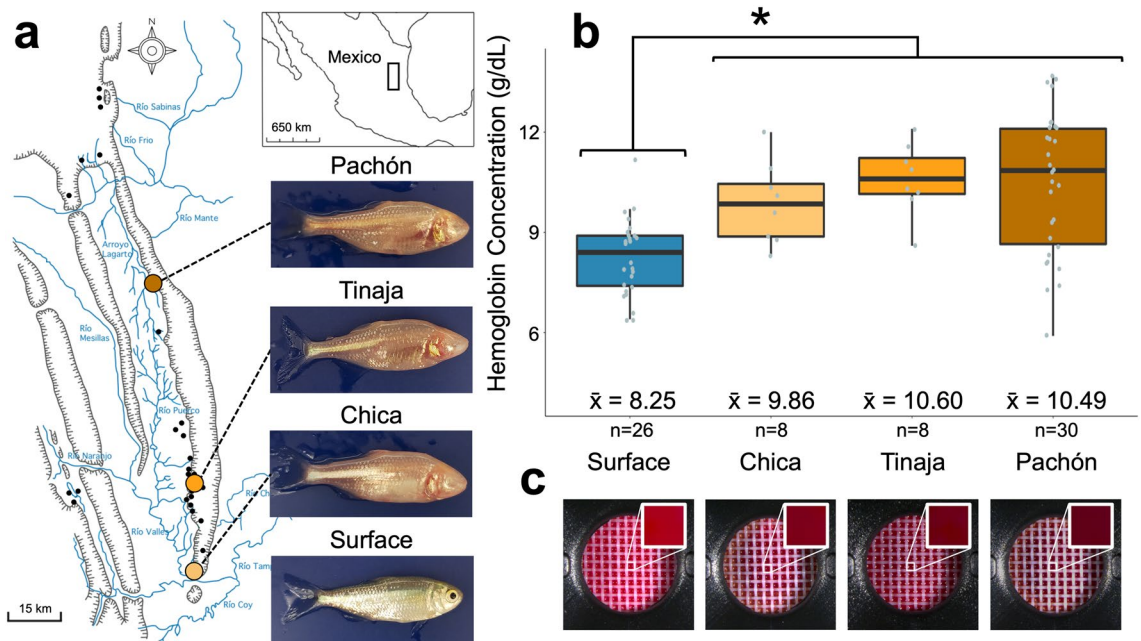 a
N
Mexico
650 km
Río Sabinas
Río Frio
Río Mante
Arroyo
Lagarto
Río
Mesillas
Río Puerco
Río Naranjo
Río Valles
Río Coy
15 km
Pachón
Tinaja
Chica
Surface
b
*
Hemoglobin Concentration (g/dL)
12
9
6
x̄ = 8.25
x̄ = 9.86
x̄ = 10.60
x̄ = 10.49
n=26
n=8
n=8
n=30
Surface
Chica
Tinaja
Pachón
c